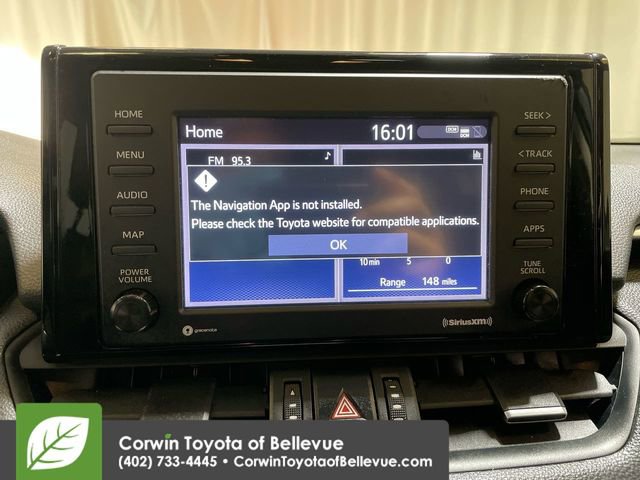 HOME
MENU
AUDIO
MAP
POWER
VOLUME
Home
16:01
DCM
DCM
FM 95.3
The Navigation App is not installed.
Please check the Toyota website for compatible applications.
OK
10 min 5 0
Range 148 miles
SEEK >
< TRACK
PHONE
APPS
TUNE
SCROLL
gracenote
((SiriusXM))
Corwin Toyota of Bellevue
(402) 733-4445 • CorwinToyotaofBellevue.com